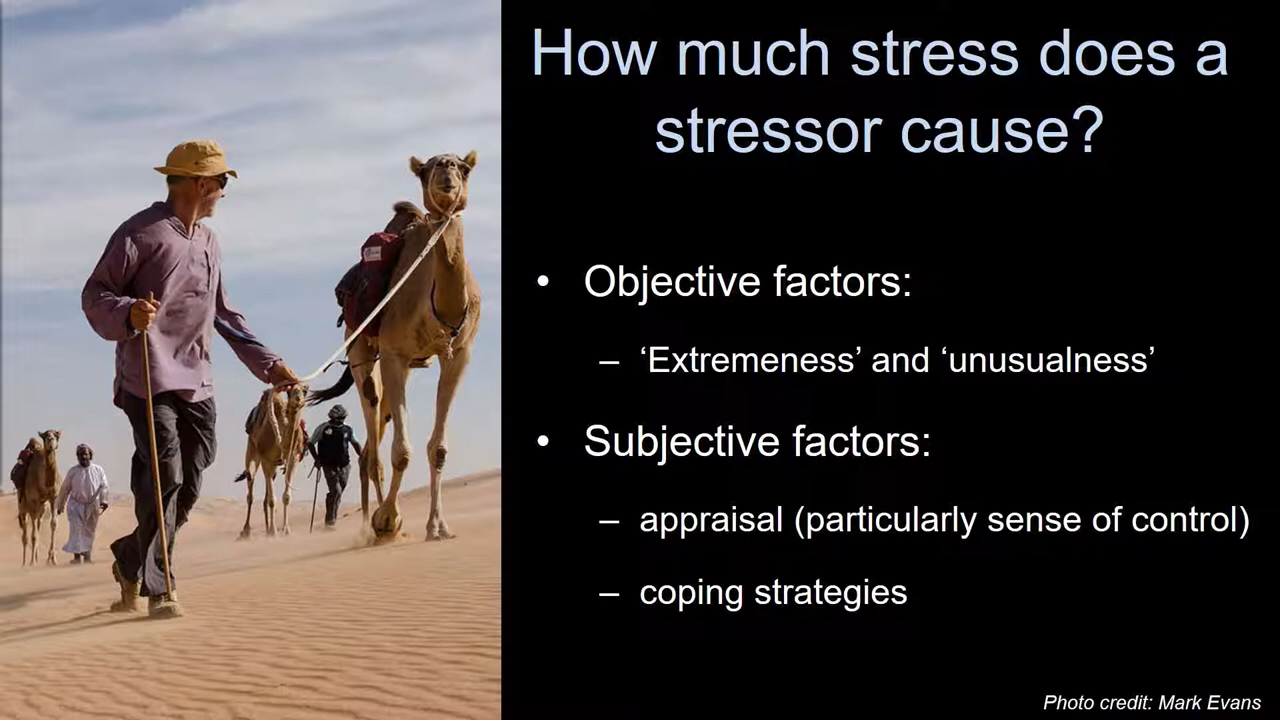 How much stress does a
stressor cause?
• Objective factors:
– ‘Extremeness’ and ‘unusualness’
• Subjective factors:
– appraisal (particularly sense of control)
– coping strategies
Photo credit: Mark Evans